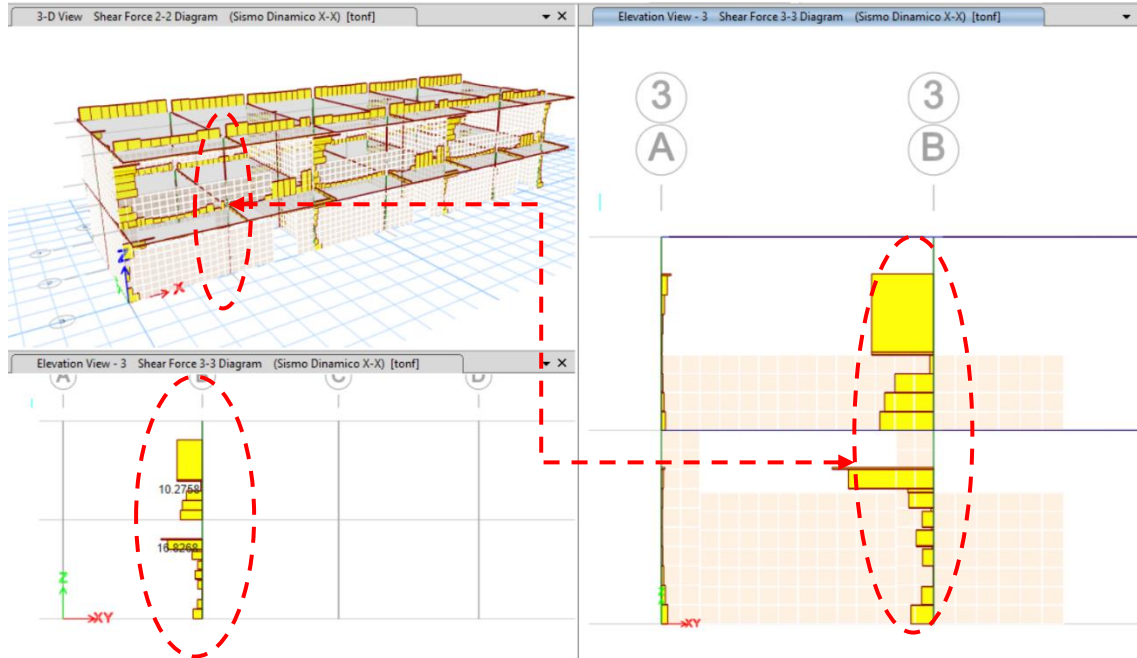 3-D View Shear Force 2-2 Diagram (Sismo Dinamico X-X) [tonf]
Z
X
Elevation View - 3 Shear Force 3-3 Diagram (Sismo Dinamico X-X) [tonf]
A
C
D
10.2758
16.8268
Z
XY
Elevation View - 3 Shear Force 3-3 Diagram (Sismo Dinamico X-X) [tonf]
3
3
A
B
XY